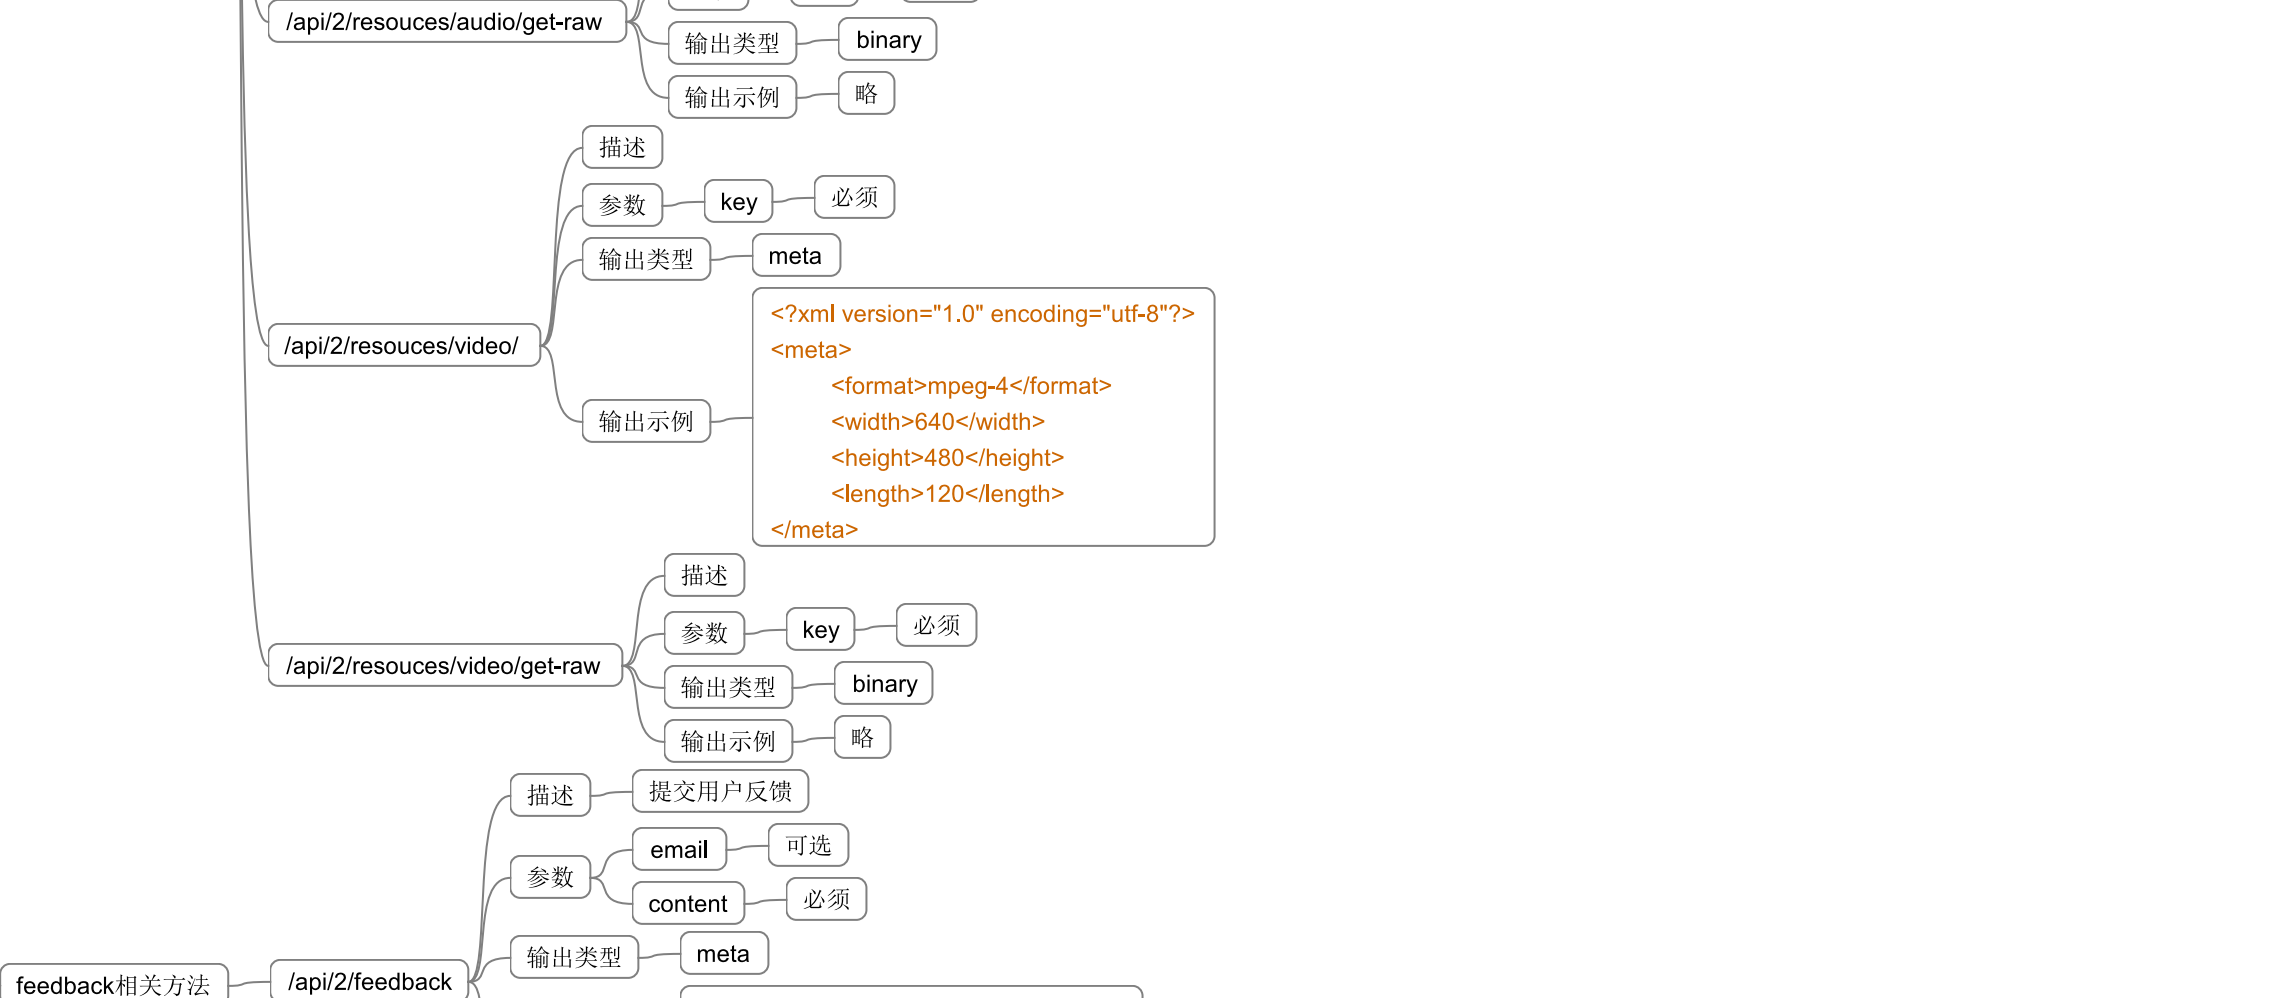 /api/2/resouces/audio/get-raw
输出类型
binary
输出示例
略
/api/2/resouces/video/
描述
参数
key
必须
输出类型
meta
输出示例
<?xml version="1.0" encoding="utf-8"?>
<meta>
<format>mpeg-4</format>
<width>640</width>
<height>480</height>
<length>120</length>
</meta>
/api/2/resouces/video/get-raw
描述
参数
key
必须
输出类型
binary
输出示例
略
feedback相关方法
/api/2/feedback
描述
提交用户反馈
参数
email
可选
content
必须
输出类型
meta